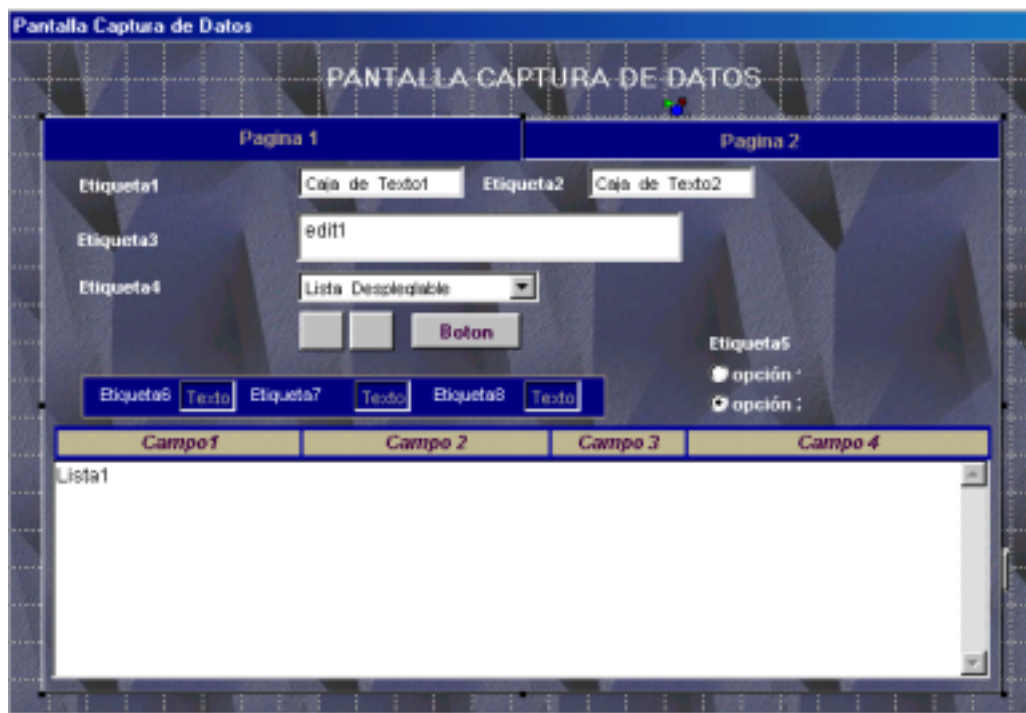 Pantalla Captura de Datos
PANTALLA CAPTURA DE DATOS
Pagina 1 Pagina 2
Etiqueta1 Caja de Texto1 Etiqueta2 Caja de Texto2
Etiqueta3 edit1
Etiqueta4 Lista Desplegable
Boton
Etiqueta5
opción
opción
Etiqueta6 Texto Etiqueta7 Texto Etiqueta8 Texto
Campo1 Campo 2 Campo 3 Campo 4
Lista1